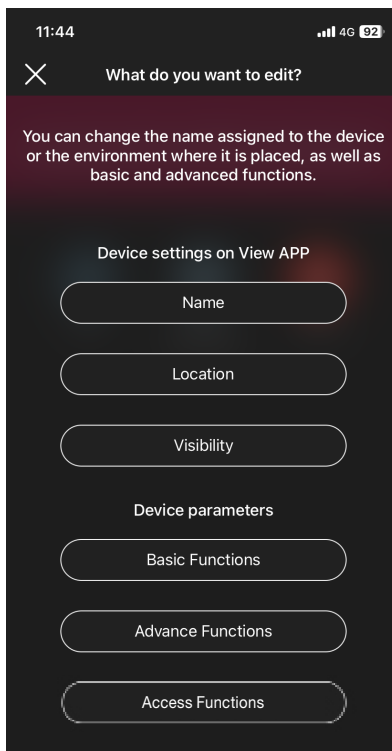 11:44
4G 92
What do you want to edit?
You can change the name assigned to the device
or the environment where it is placed, as well as
basic and advanced functions.
Device settings on View APP
Name
Location
Visibility
Device parameters
Basic Functions
Advance Functions
Access Functions